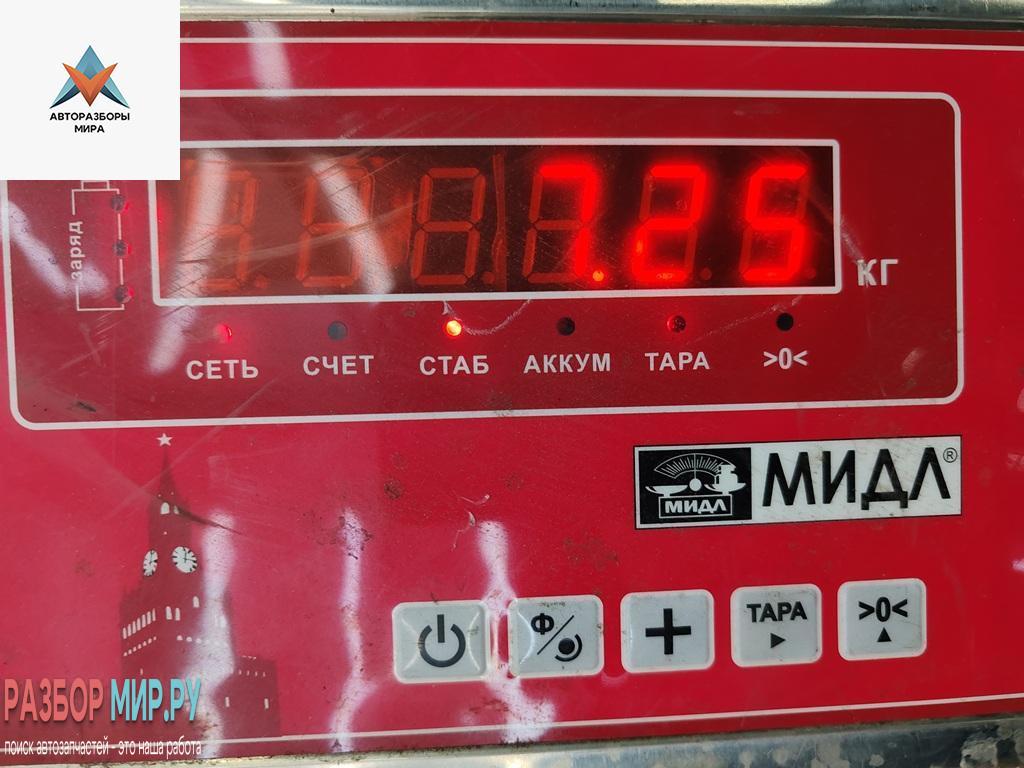 АВТОРАЗБОРЫ
МИРА
заряд
7.25
КГ
СЕТЬ СЧЕТ СТАБ АККУМ ТАРА >0<
МИДЛ МИДЛ®
Ф/ + ТАРА >0<
РАЗБОР МИР.РУ
поиск автозапчастей - это наша работа